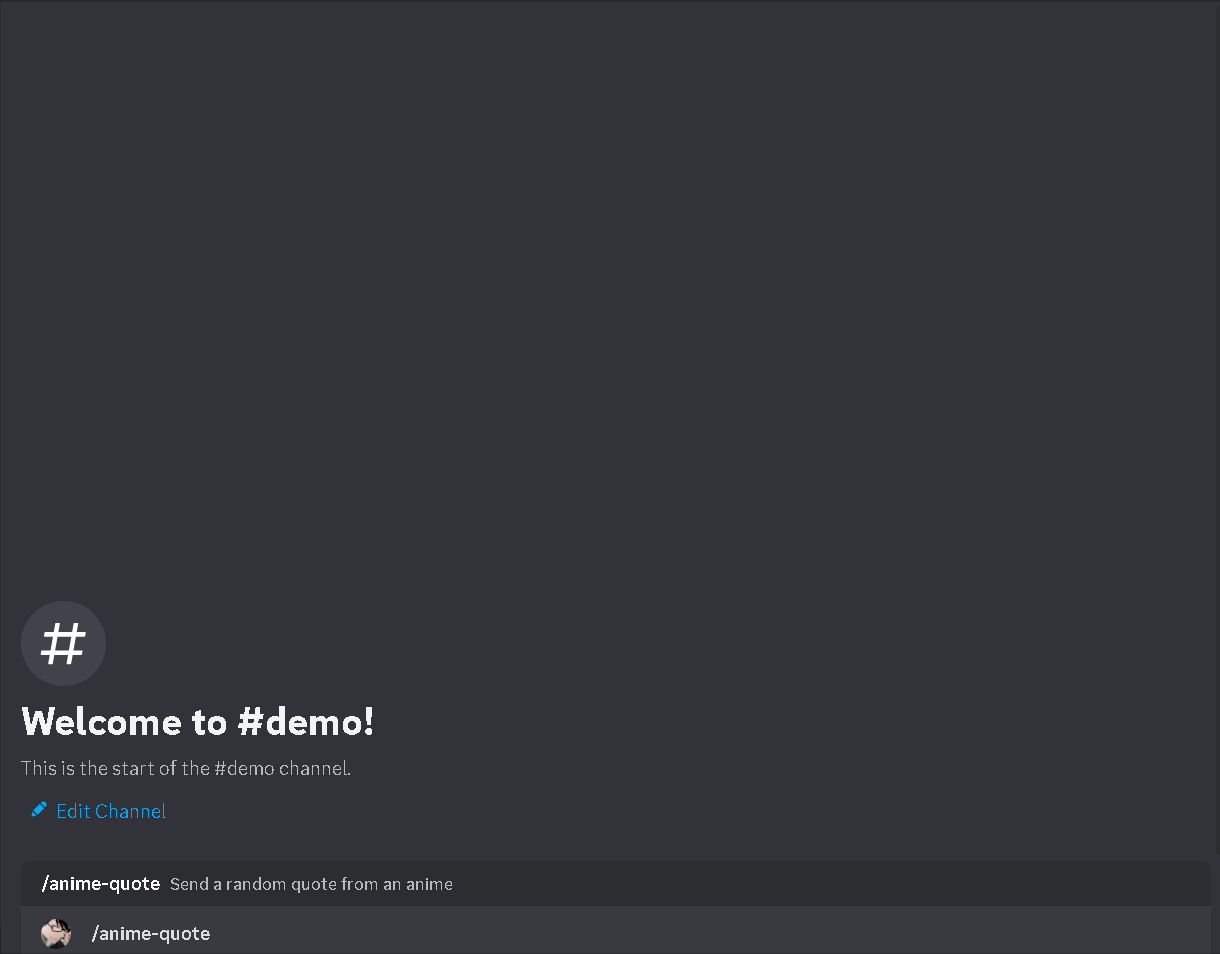 #
Welcome to #demo!
This is the start of the #demo channel.
Edit Channel
/anime-quote Send a random quote from an anime
/anime-quote